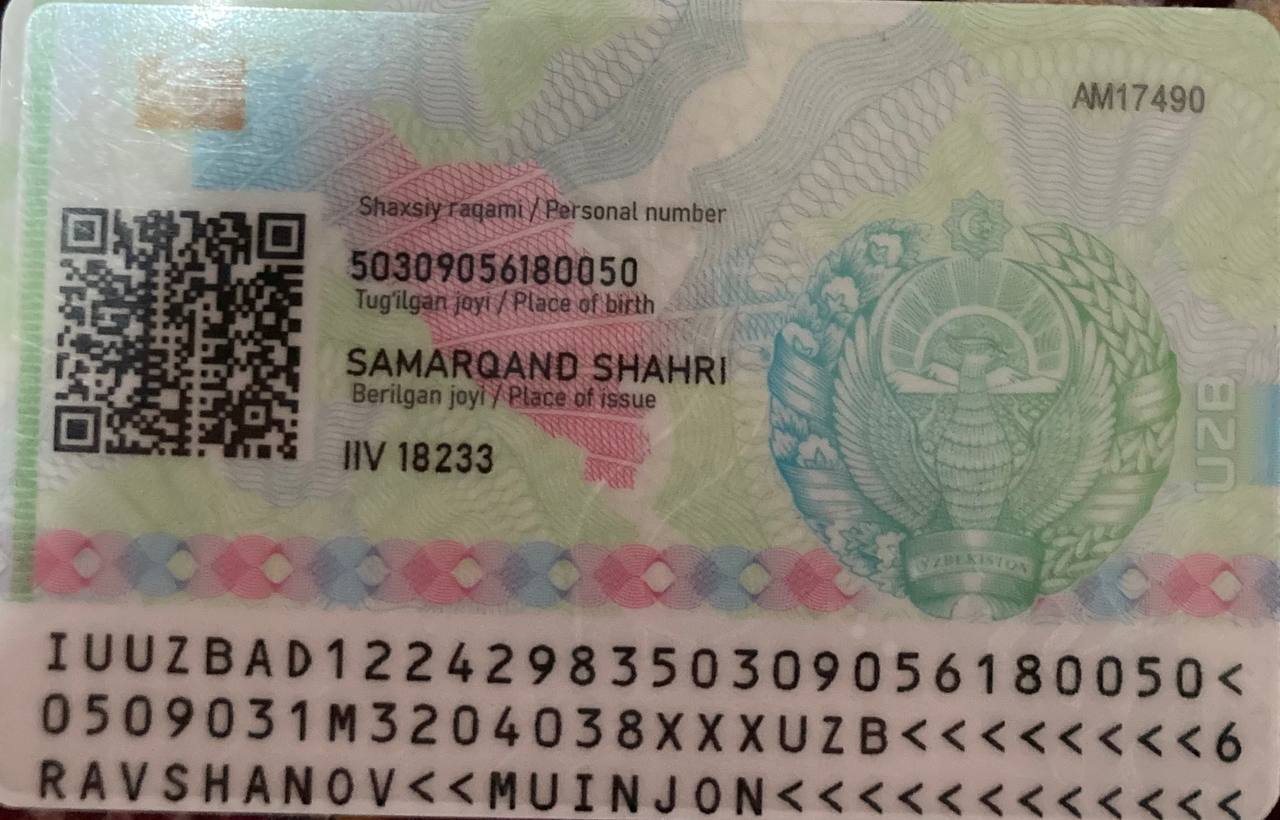 AM17490
Shaxsiy raqami / Personal number
50309056180050
Tug'ilgan joyi / Place of birth
SAMARQAND SHAHRI
Berilgan joyi / Place of issue
IIV 18233
UZB
O'ZBEKISTON
IUUZBAD1224298350309056180050<
0509031M3204038XXXUZB<<<<<<<<6
RAVSHANOV<<MUINJON<<<<<<<<<<<<